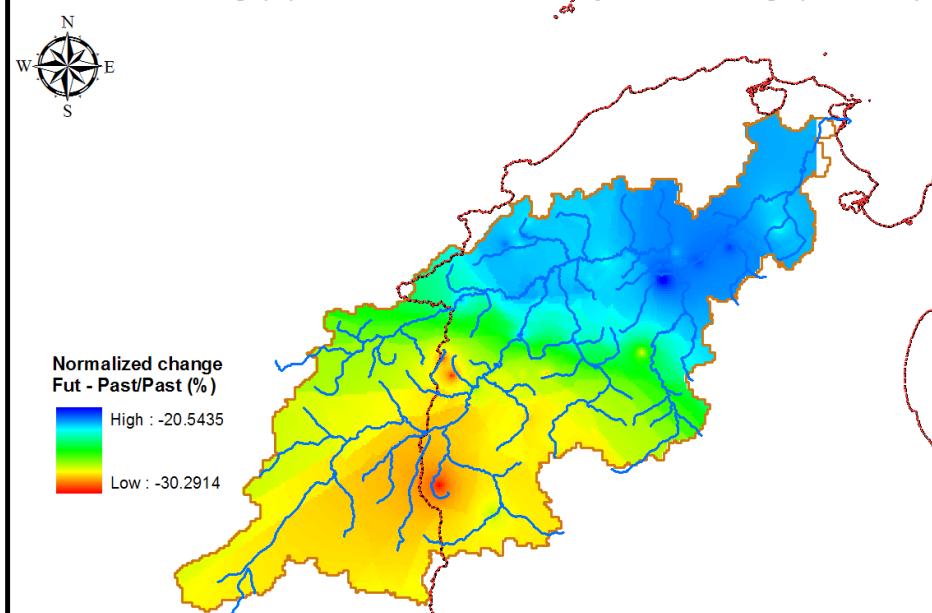 N
W E
S
Normalized change
Fut - Past/Past (%)
High : -20.5435
Low : -30.2914